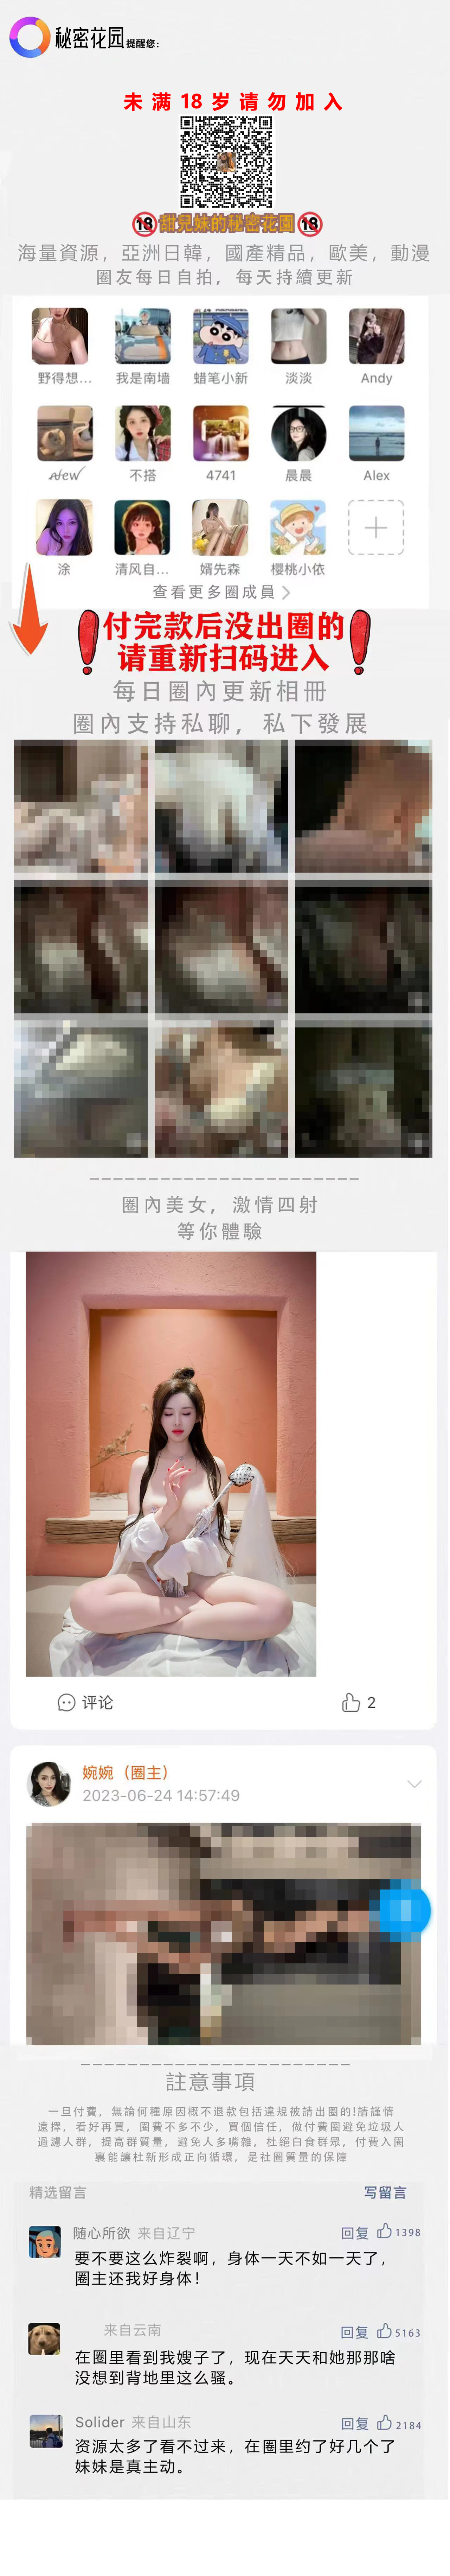 秘密花园 提醒您：
未满18岁请勿加入
18 甜兒妹的秘密花園 18
海量資源，亞洲日韓，國產精品，歐美，動漫
圈友每日自拍，每天持續更新
野得想... 我是南墙 蜡笔小新 淡淡 Andy
New 不搭 4741 晨晨 Alex
涂 清风自... 婿先森 樱桃小依
查看更多圈成員
付完款后没出圈的
请重新扫码进入
每日圈內更新相冊
圈內支持私聊，私下發展
圈內美女，激情四射
等你體驗
评论 2
婉婉（圈主）
2023-06-24 14:57:49
註意事項
一旦付費，無論何種原因概不退款包括違規被請出圈的!請謹慎
遠擇，看好再買，圈費不多不少，買個信任，做付費圈避免垃圾人
過濾人群，提高群質量，避免人多嘴雜，杜絕白食群眾，付費入圈
裏能讓杜新形成正向循環，是社圈質量的保障
精选留言 写留言
随心所欲 来自辽宁 回复 1398
要不要这么炸裂啊，身体一天不如一天了，
圈主还我好身体！
来自云南 回复 5163
在圈里看到我嫂子了，现在天天和她那那啥
没想到背地里这么骚。
Solider 来自山东 回复 2184
资源太多了看不过来，在圈里约了好几个了
妹妹是真主动。